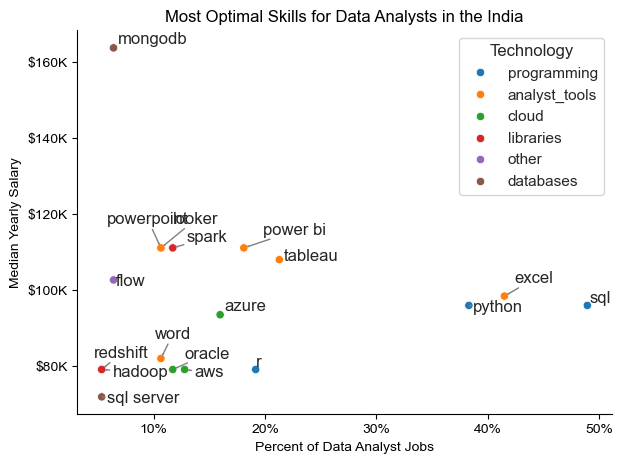 Most Optimal Skills for Data Analysts in the India
mongodb
Technology
programming
analyst_tools
cloud
libraries
other
databases
$160K
$140K
$120K
$100K
$80K
Median Yearly Salary
powerpoint
looker
spark
power bi
tableau
flow
excel
python
sql
azure
word
redshift
hadoop
oracle
aws
r
sql server
10%
20%
30%
40%
50%
Percent of Data Analyst Jobs